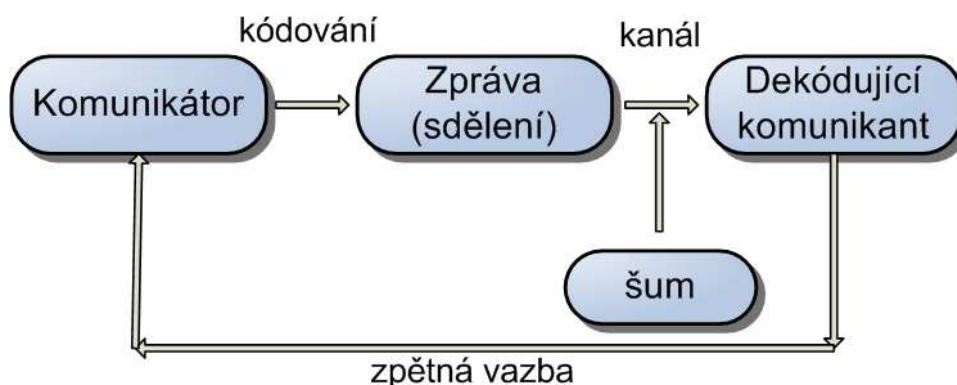 kódování
kanál
Komunikátor
Zpráva
(sdělení)
Dekódující
komunikant
šum
zpětná vazba